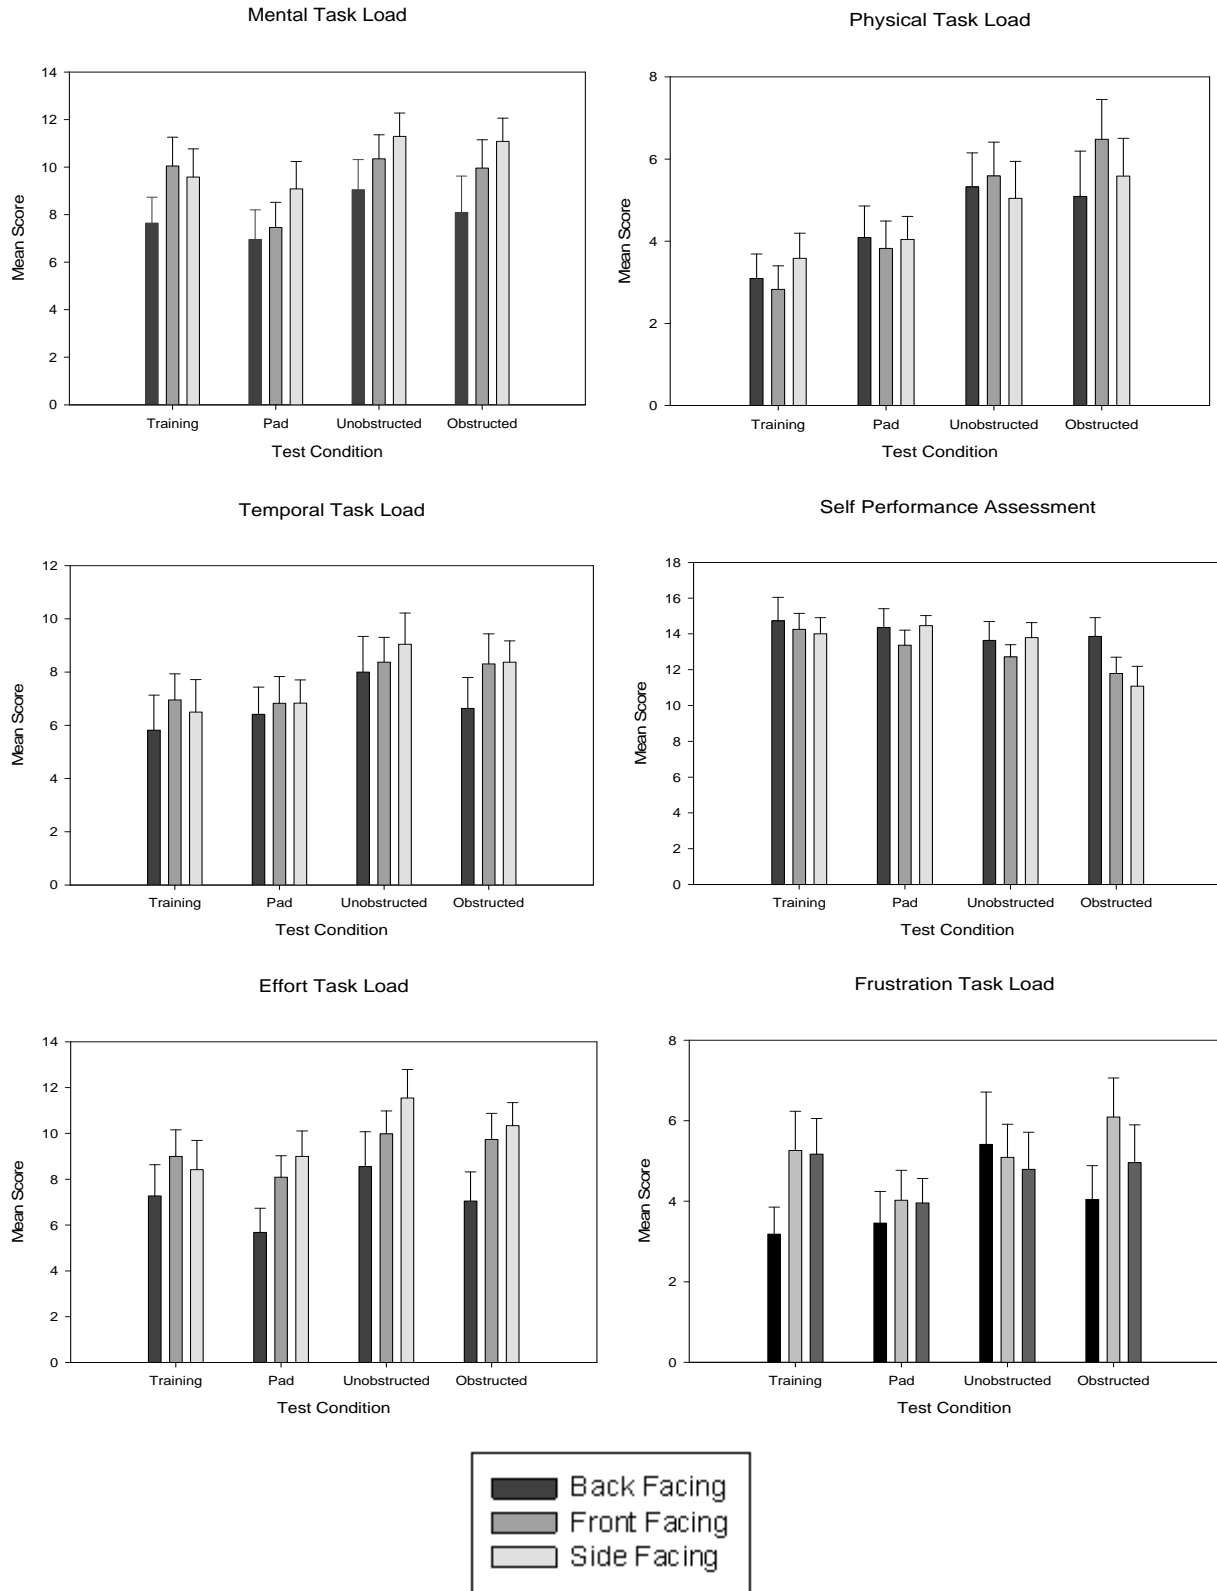 Mental Task Load
14
12
10
8
6
4
2
0
Mean Score
Training Pad Unobstructed Obstructed
Test Condition
Physical Task Load
8
6
4
2
0
Mean Score
Training Pad Unobstructed Obstructed
Test Condition
Temporal Task Load
12
10
8
6
4
2
0
Mean Score
Training Pad Unobstructed Obstructed
Test Condition
Self Performance Assessment
18
16
14
12
10
8
6
4
2
0
Mean Score
Training Pad Unobstructed Obstructed
Test Condition
Effort Task Load
14
12
10
8
6
4
2
0
Mean Score
Training Pad Unobstructed Obstructed
Test Condition
Frustration Task Load
8
6
4
2
0
Mean Score
Training Pad Unobstructed Obstructed
Test Condition
Back Facing
Front Facing
Side Facing